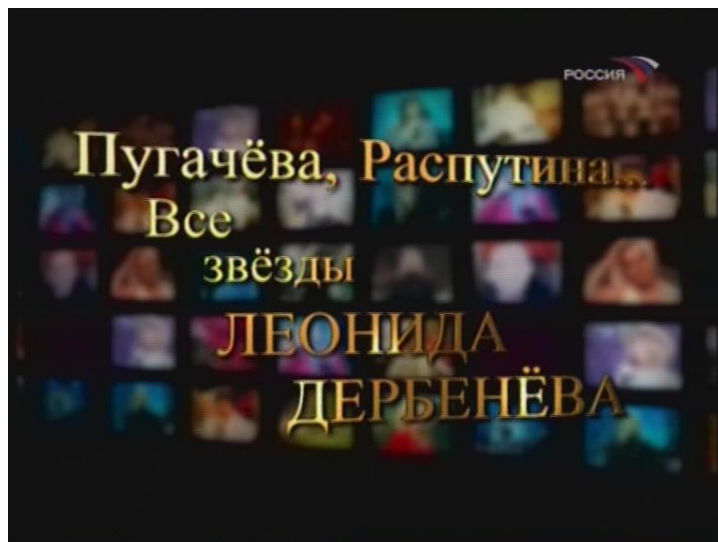 РОССИЯ
Пугачёва, Распутина...
Все
звёзды
ЛЕОНИДА
ДЕРБЕНЁВА